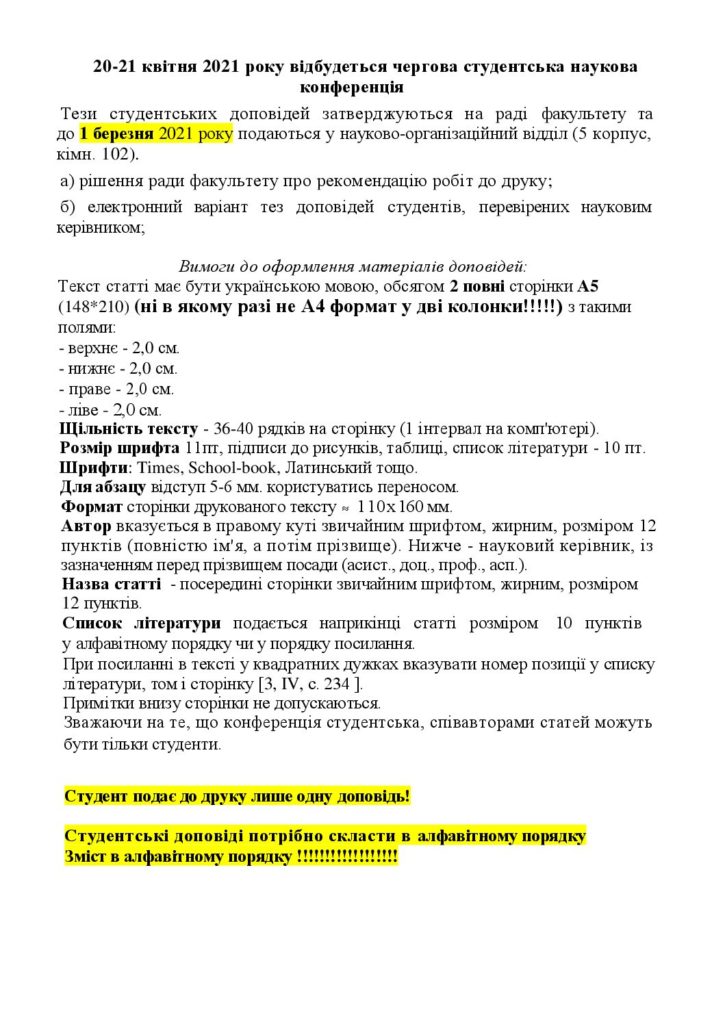 20-21 квітня 2021 року відбудеться чергова студентська наукова
конференція
Тези студентських доповідей затверджуються на раді факультету та
до 1 березня 2021 року подаються у науково-організаційний відділ (5 корпус,
кімн. 102).
а) рішення ради факультету про рекомендацію робіт до друку;
б) електронний варіант тез доповідей студентів, перевірених науковим
керівником;
Вимоги до оформлення матеріалів доповідей:
Текст статті має бути українською мовою, обсягом 2 повні сторінки А5
(148*210) (ні в якому разі не А4 формат у дві колонки!!!!!) з такими
полями:
- верхнє - 2,0 см.
- нижнє - 2,0 см.
- праве - 2,0 см.
- ліве - 2,0 см.
Щільність тексту - 36-40 рядків на сторінку (1 інтервал на комп'ютері).
Розмір шрифта 11пт, підписи до рисунків, таблиці, список літератури - 10 пт.
Шрифти: Times, School-book, Латинський тощо.
Для абзацу відступ 5-6 мм. користуватись переносом.
Формат сторінки друкованого тексту ≈ 110х160 мм.
Автор вказується в правому куті звичайним шрифтом, жирним, розміром 12
пунктів (повністю ім'я, а потім прізвище). Нижче - науковий керівник, із
зазначенням перед прізвищем посади (асист., доц., проф., асп.).
Назва статті - посередині сторінки звичайним шрифтом, жирним, розміром
12 пунктів.
Список літератури подається наприкінці статті розміром 10 пунктів
у алфавітному порядку чи у порядку посилання.
При посиланні в тексті у квадратних дужках вказувати номер позиції у списку
літератури, том і сторінку [3, IV, с. 234 ].
Примітки внизу сторінки не допускаються.
Зважаючи на те, що конференція студентська, співавторами статей можуть
бути тільки студенти.
Студент подає до друку лише одну доповідь!
Студентські доповіді потрібно скласти в алфавітному порядку
Зміст в алфавітному порядку !!!!!!!!!!!!!!!!!!